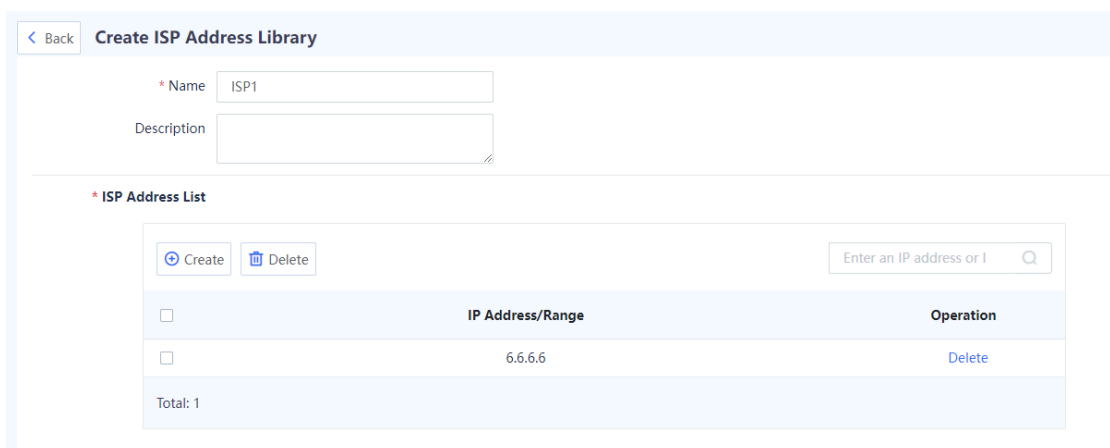 Back Create ISP Address Library
* Name ISP1
Description
* ISP Address List
Create Delete Enter an IP address or I
IP Address/Range Operation
6.6.6.6 Delete
Total: 1